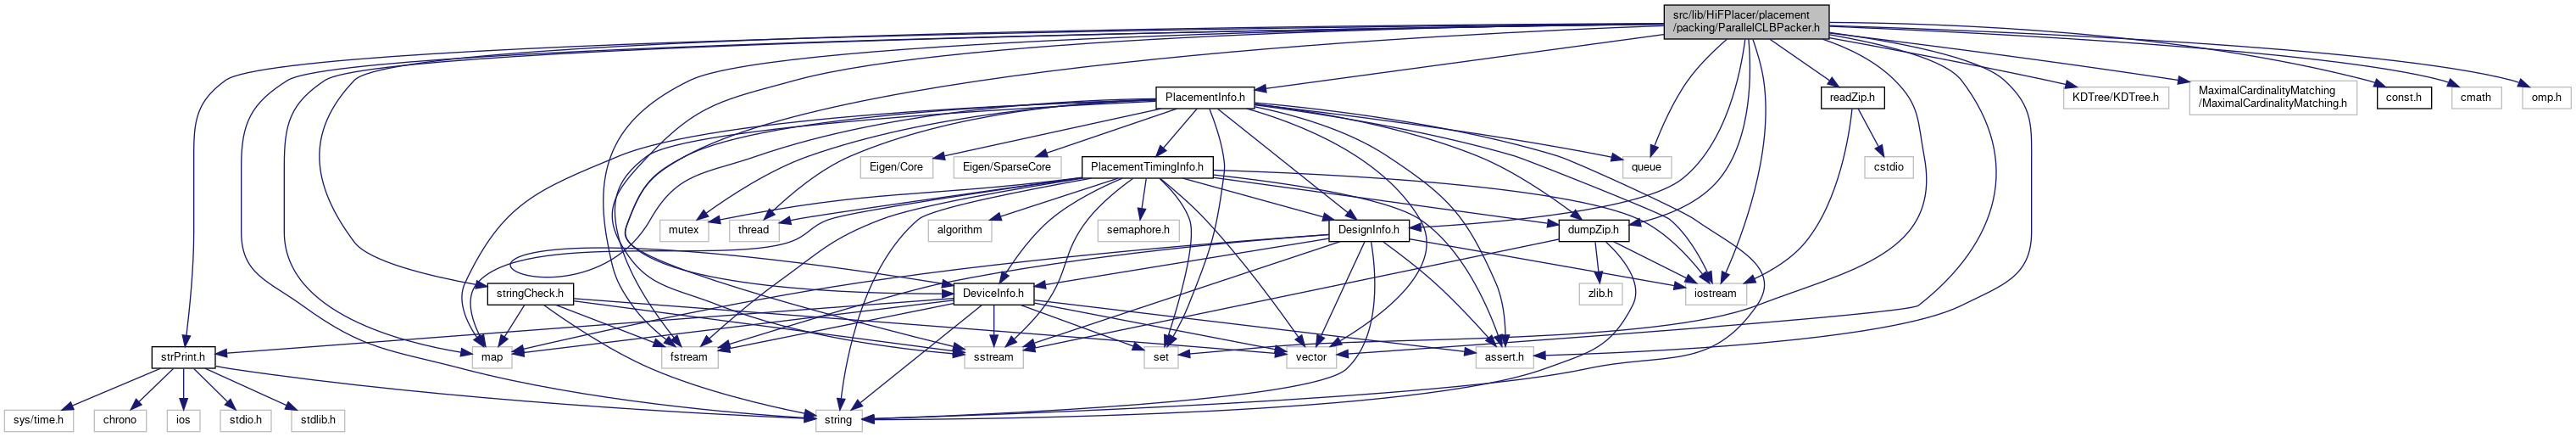 src/lib/HiFPlacer/placement
/packing/ParallelCLBPacker.h
PlacementInfo.h
readZip.h
KDTree/KDTree.h
MaximalCardinalityMatching
/MaximalCardinalityMatching.h
const.h
cmath
omp.h
Eigen/Core
Eigen/SparseCore
PlacementTimingInfo.h
queue
cstdio
mutex
thread
algorithm
semaphore.h
DesignInfo.h
dumpZip.h
stringCheck.h
DeviceInfo.h
zlib.h
iostream
strPrint.h
map
fstream
sstream
set
vector
assert.h
sys/time.h
chrono
ios
stdio.h
stdlib.h
string